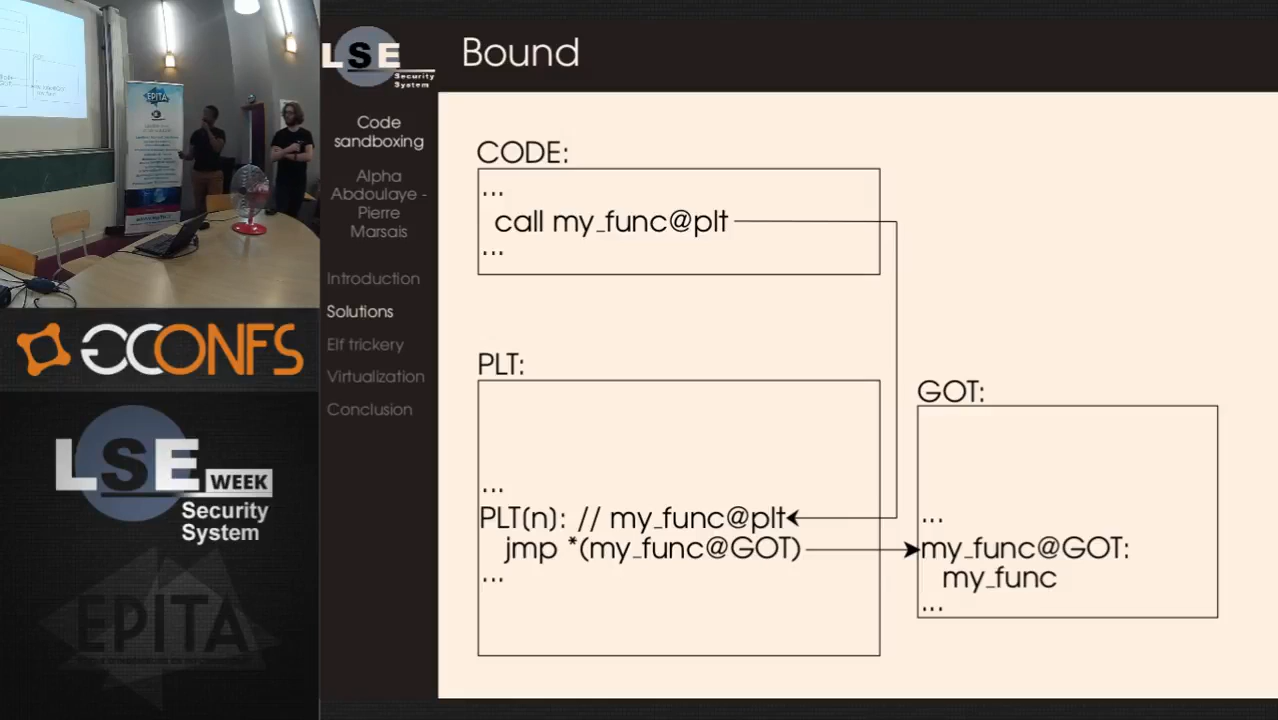 LSE
Security
System
Bound
Code
sandboxing
Alpha
Abdoulaye -
Pierre
Marsais
Introduction
Solutions
Elf trickery
Virtualization
Conclusion
CODE:
...
call my_func@plt
...
PLT:
...
PLT(n): // my_func@plt
jmp *(my_func@GOT)
...
GOT:
...
my_func@GOT:
my_func
...
EPITA
CONFS
LSE WEEK
Security
System
EPITA